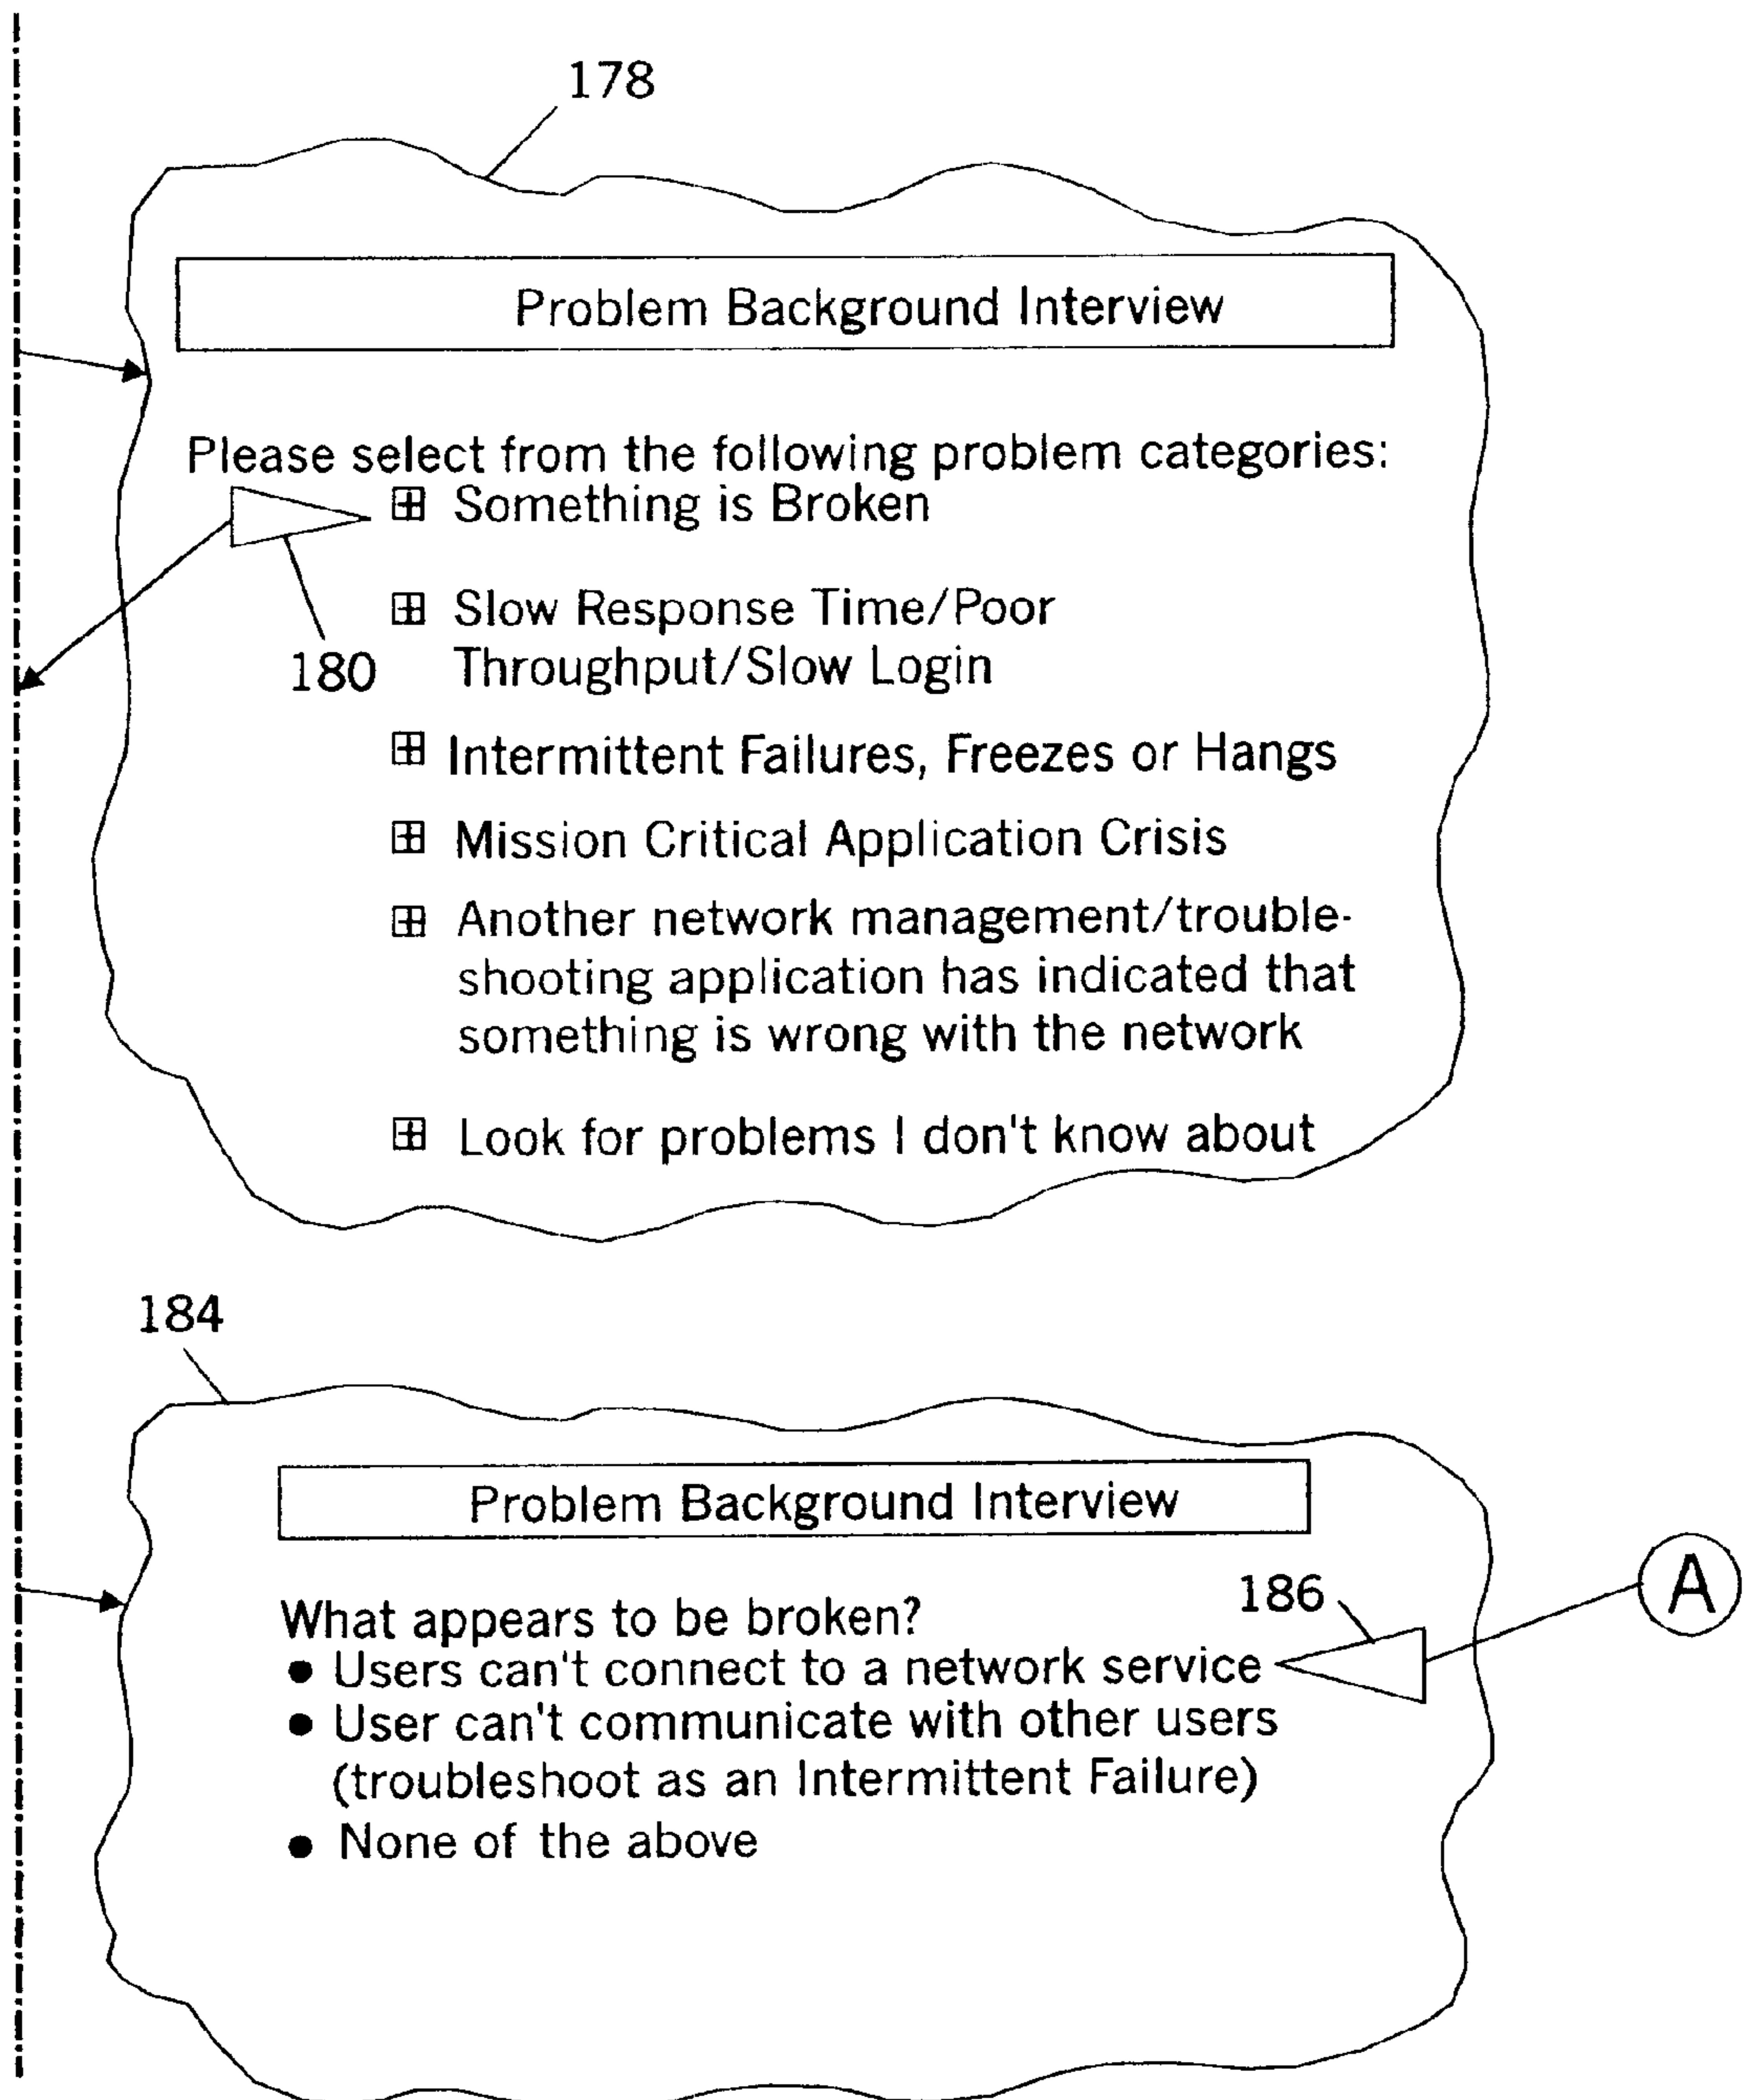 178
Problem Background Interview
Please select from the following problem categories:
Something is Broken
180
Slow Response Time/Poor
Throughput/Slow Login
Intermittent Failures, Freezes or Hangs
Mission Critical Application Crisis
Another network management/trouble-
shooting application has indicated that
something is wrong with the network
Look for problems I don't know about
184
Problem Background Interview
186
A
What appears to be broken?
• Users can't connect to a network service
• User can't communicate with other users
(troubleshoot as an Intermittent Failure)
• None of the above